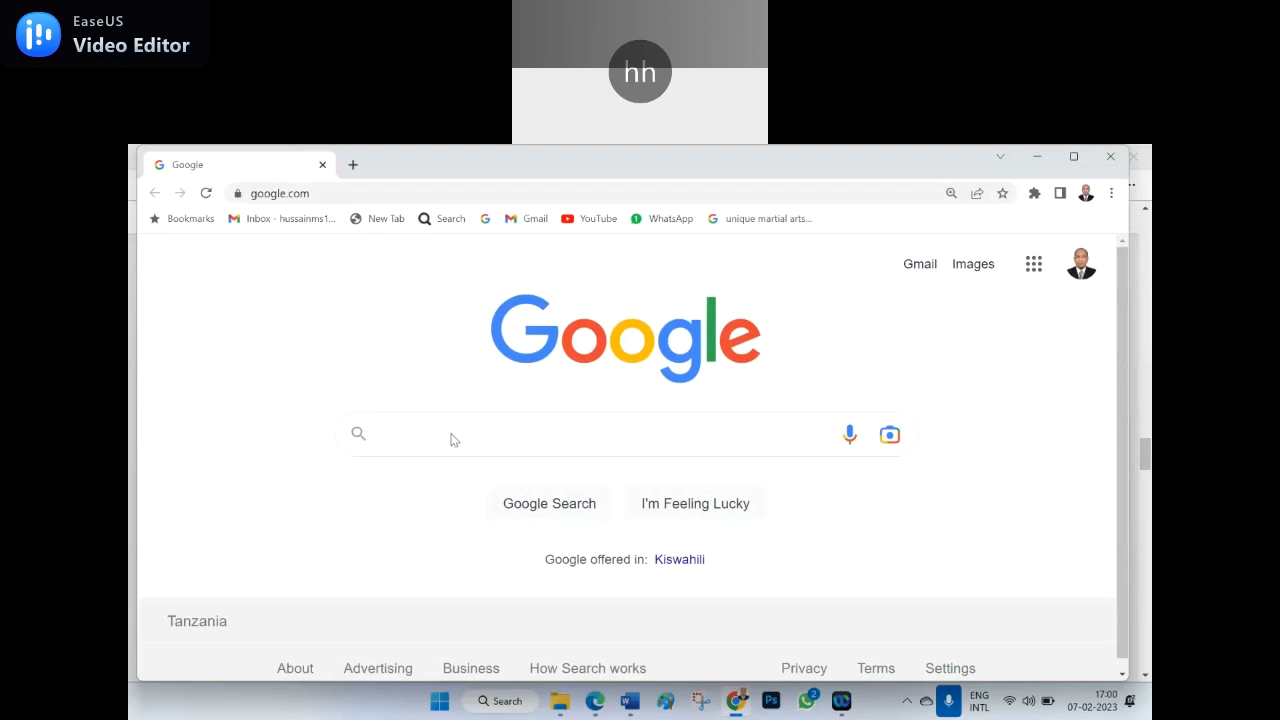 EaseUS
Video Editor
hh
Google
google.com
Bookmarks Inbox - hussainms1... New Tab Search Gmail YouTube WhatsApp unique martial arts...
Gmail Images
Google
Google Search I'm Feeling Lucky
Google offered in: Kiswahili
Tanzania
About Advertising Business How Search works Privacy Terms Settings
Search Ps 2 ENG 17:00
INTL 07-02-2023